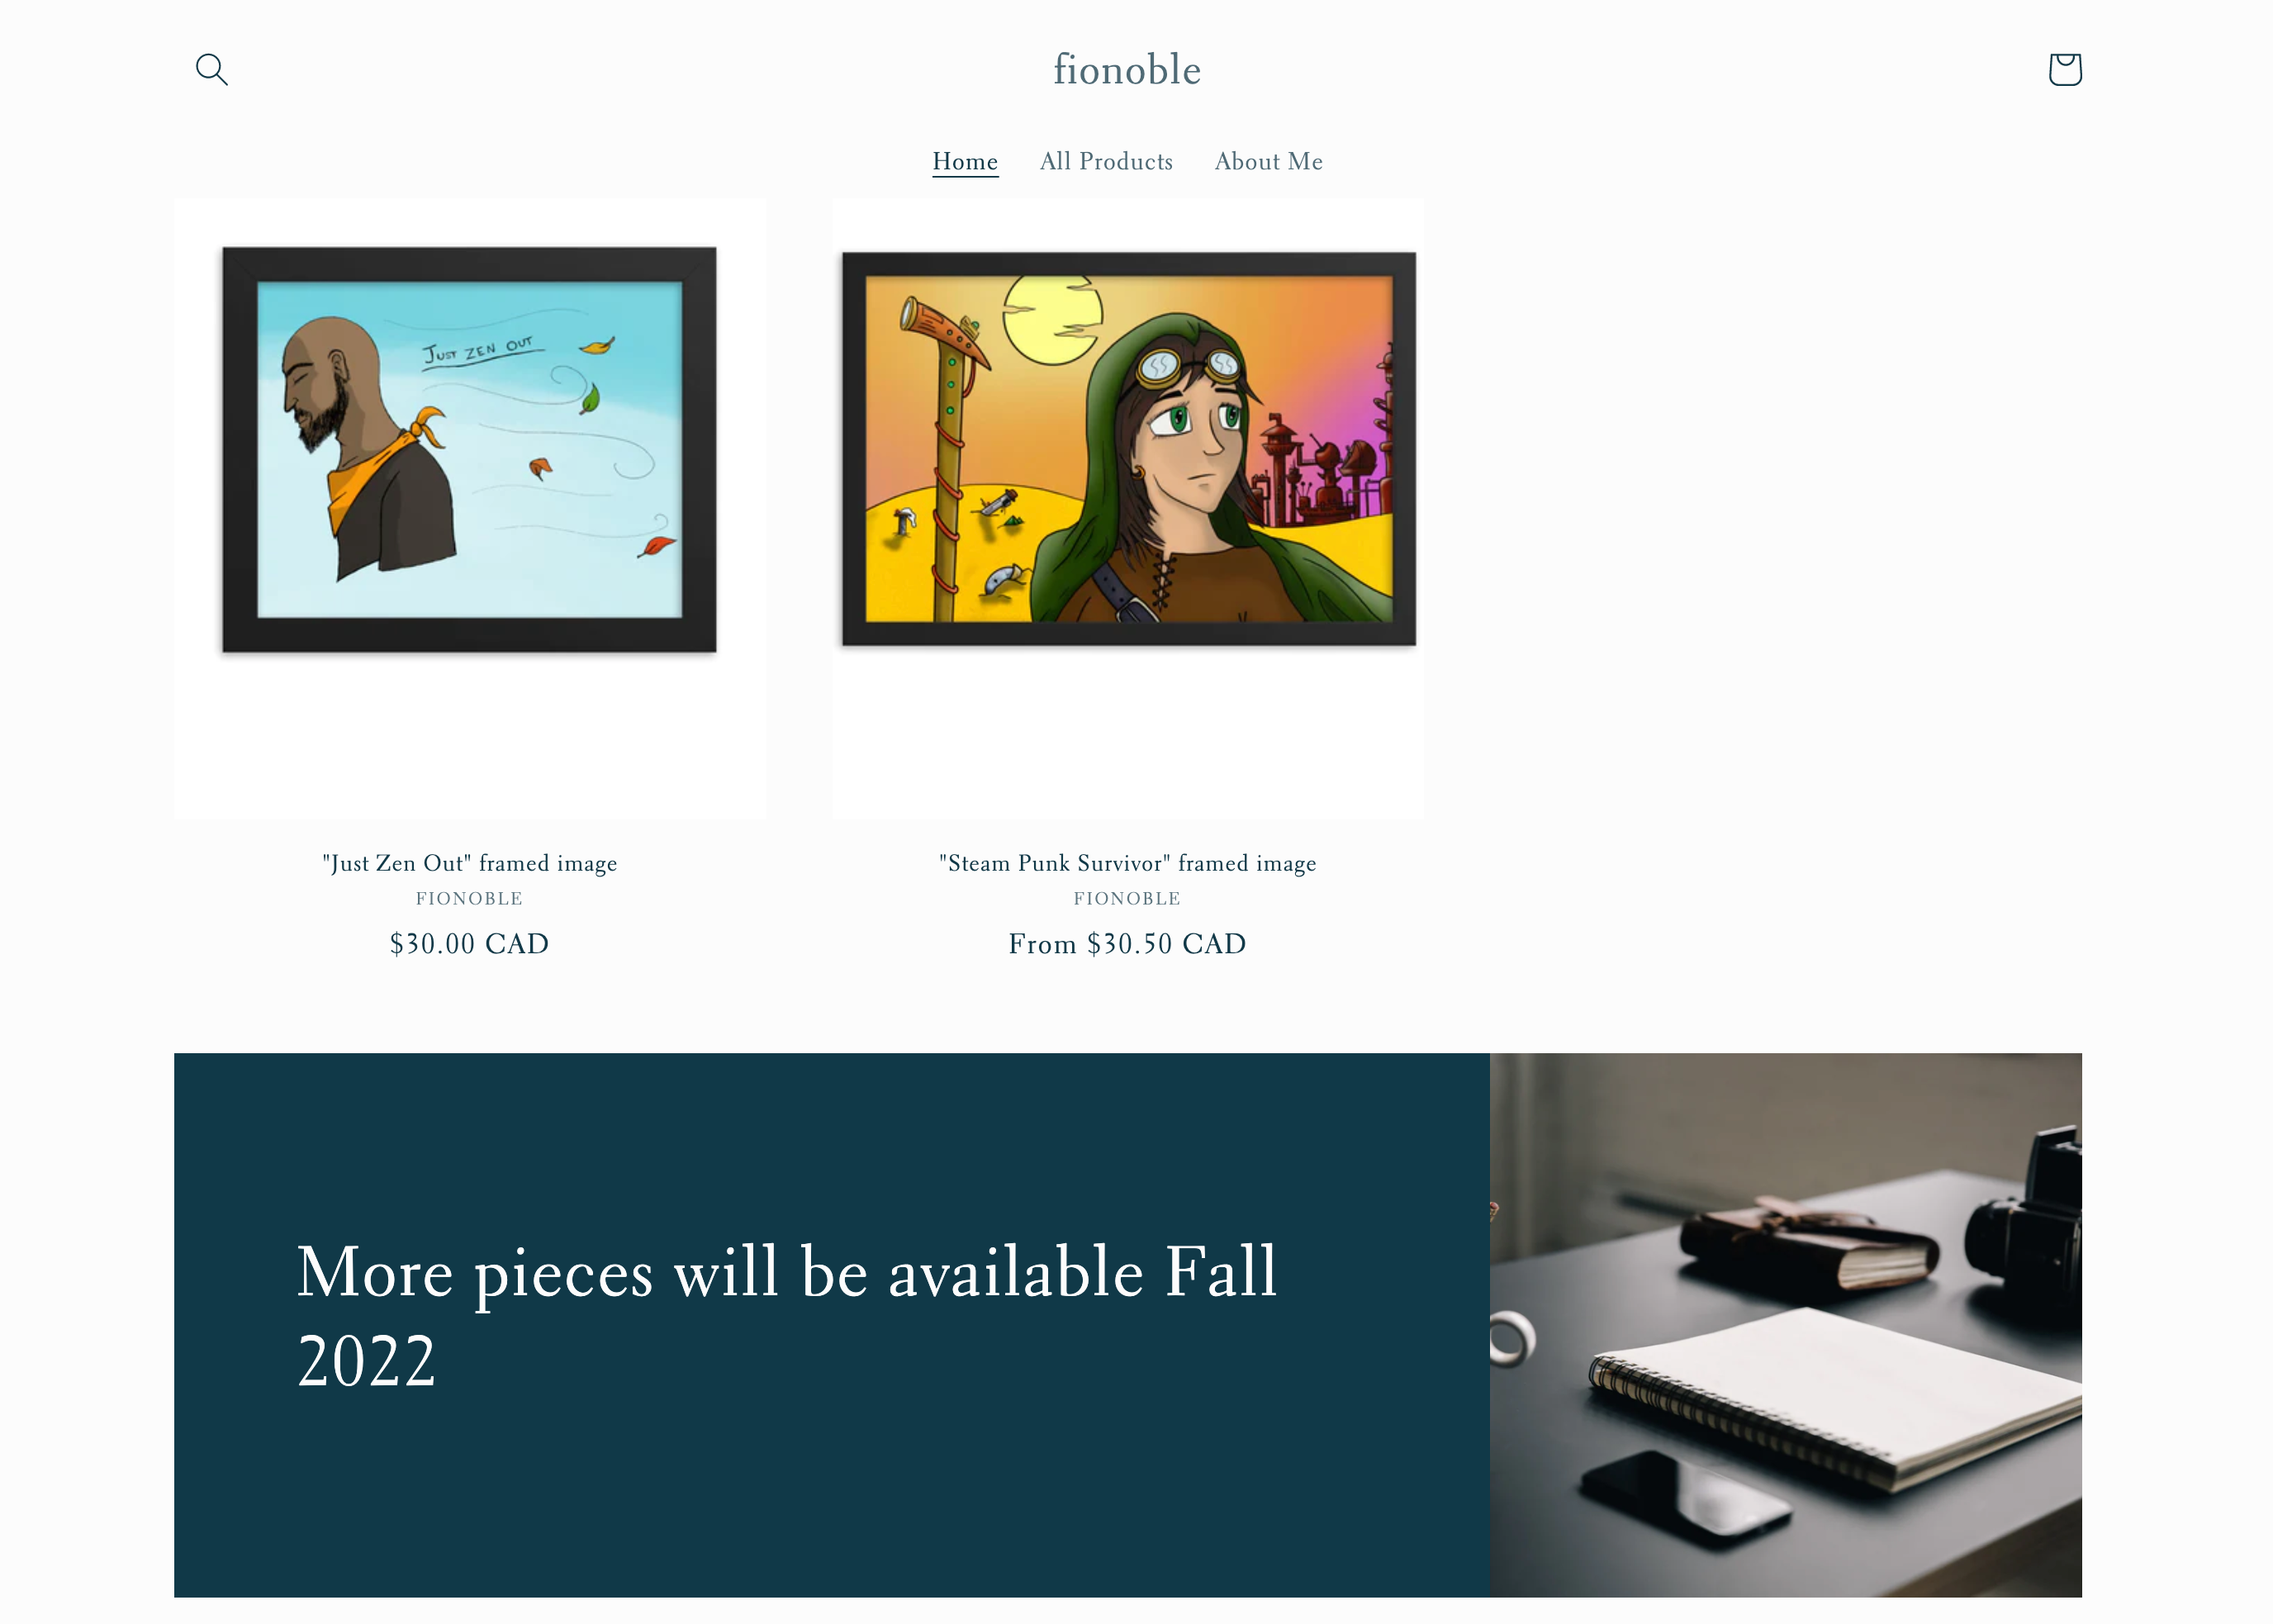 fionoble
Home
All Products
About Me
JUST ZEN OUT
"Just Zen Out" framed image
FIONOBLE
$30.00 CAD
"Steam Punk Survivor" framed image
FIONOBLE
From $30.50 CAD
More pieces will be available Fall
2022